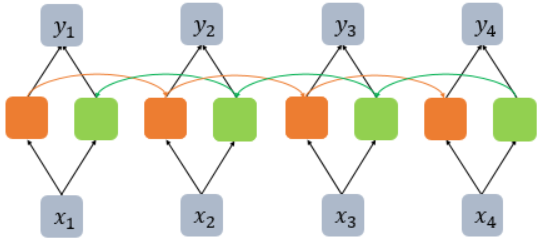 y₁ y₂ y₃ y₄
x₁ x₂ x₃ x₄